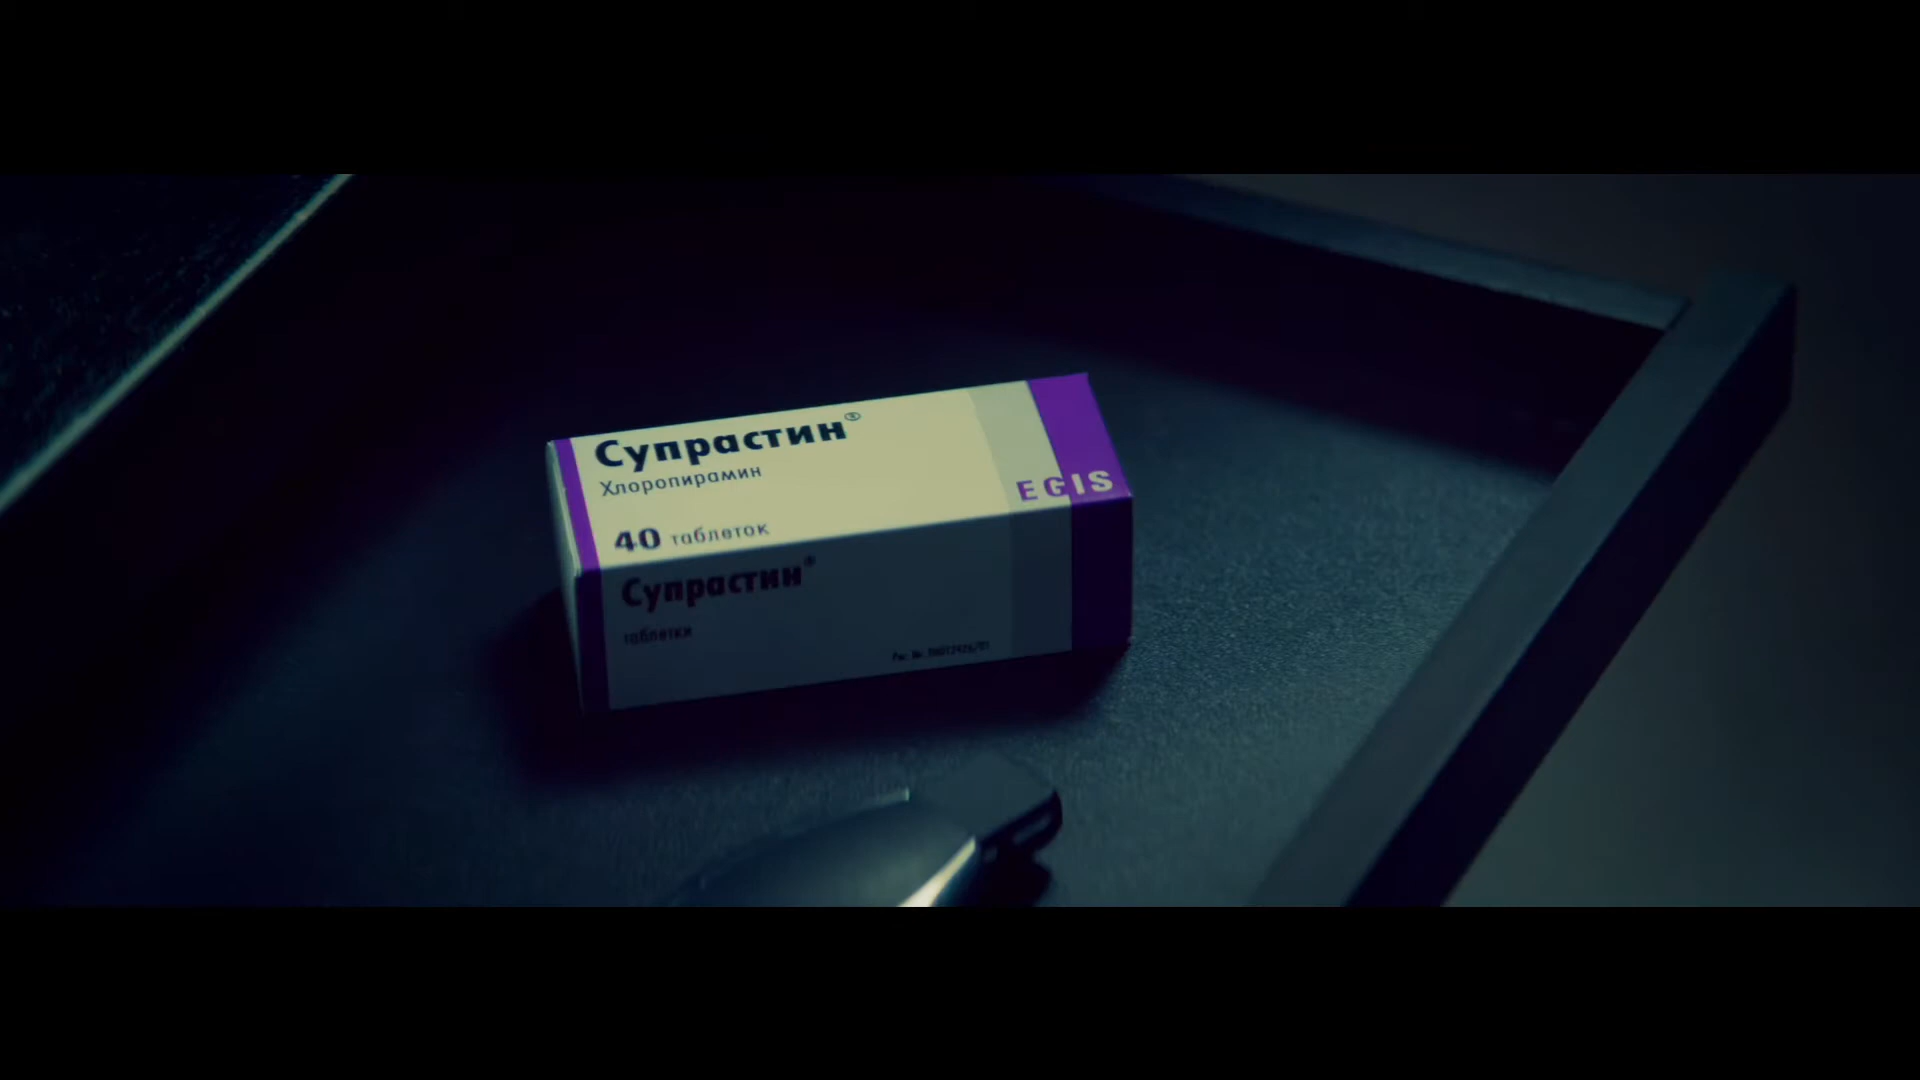 Супрастин®
Хлоропирамин
EGIS
40 таблеток
Супрастин®
таблетки